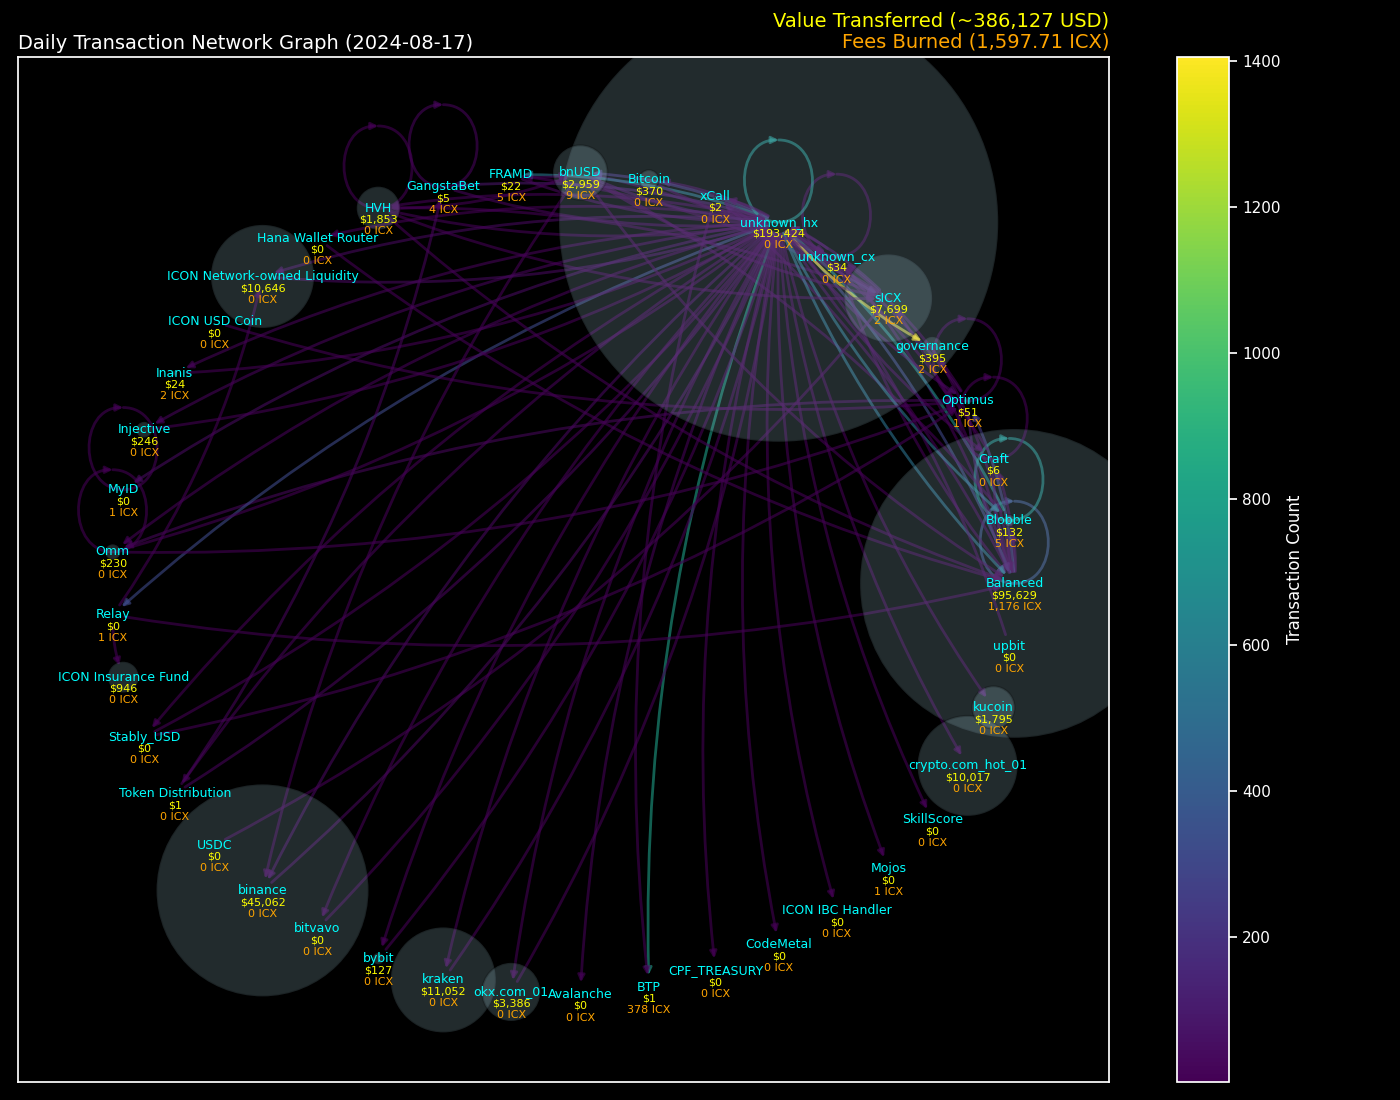 Value Transferred (~386,127 USD)
Daily Transaction Network Graph (2024-08-17)
Fees Burned (1,597.71 ICX)
bnUSD
$2,959
9 ICX
FRAMD
$22
5 ICX
Bitcoin
$370
0 ICX
GangstaBet
$5
4 ICX
xCall
$2
0 ICX
HVH
$1,853
0 ICX
unknown_hx
$193,424
0 ICX
Hana Wallet Router
$0
0 ICX
unknown_cx
$34
0 ICX
ICON Network-owned Liquidity
$10,646
0 ICX
sICX
$7,699
2 ICX
ICON USD Coin
$0
0 ICX
governance
$395
2 ICX
Inanis
$24
2 ICX
Optimus
$51
1 ICX
Injective
$246
0 ICX
Craft
$6
0 ICX
MyID
$0
1 ICX
Blobble
$132
5 ICX
Omm
$230
0 ICX
Balanced
$95,629
1,176 ICX
Relay
$0
1 ICX
upbit
$0
0 ICX
ICON Insurance Fund
$946
0 ICX
kucoin
$1,795
0 ICX
Stably_USD
$0
0 ICX
crypto.com_hot_01
$10,017
0 ICX
Token Distribution
$1
0 ICX
SkillScore
$0
0 ICX
USDC
$0
0 ICX
Mojos
$0
1 ICX
binance
$45,062
0 ICX
ICON IBC Handler
$0
0 ICX
bitvavo
$0
0 ICX
CodeMetal
$0
0 ICX
bybit
$127
0 ICX
CPF_TREASURY
$0
0 ICX
kraken
$11,052
0 ICX
BTP
$1
378 ICX
okx.com_01
$3,386
0 ICX
Avalanche
$0
0 ICX
1400
1200
1000
800
600
400
200
Transaction Count